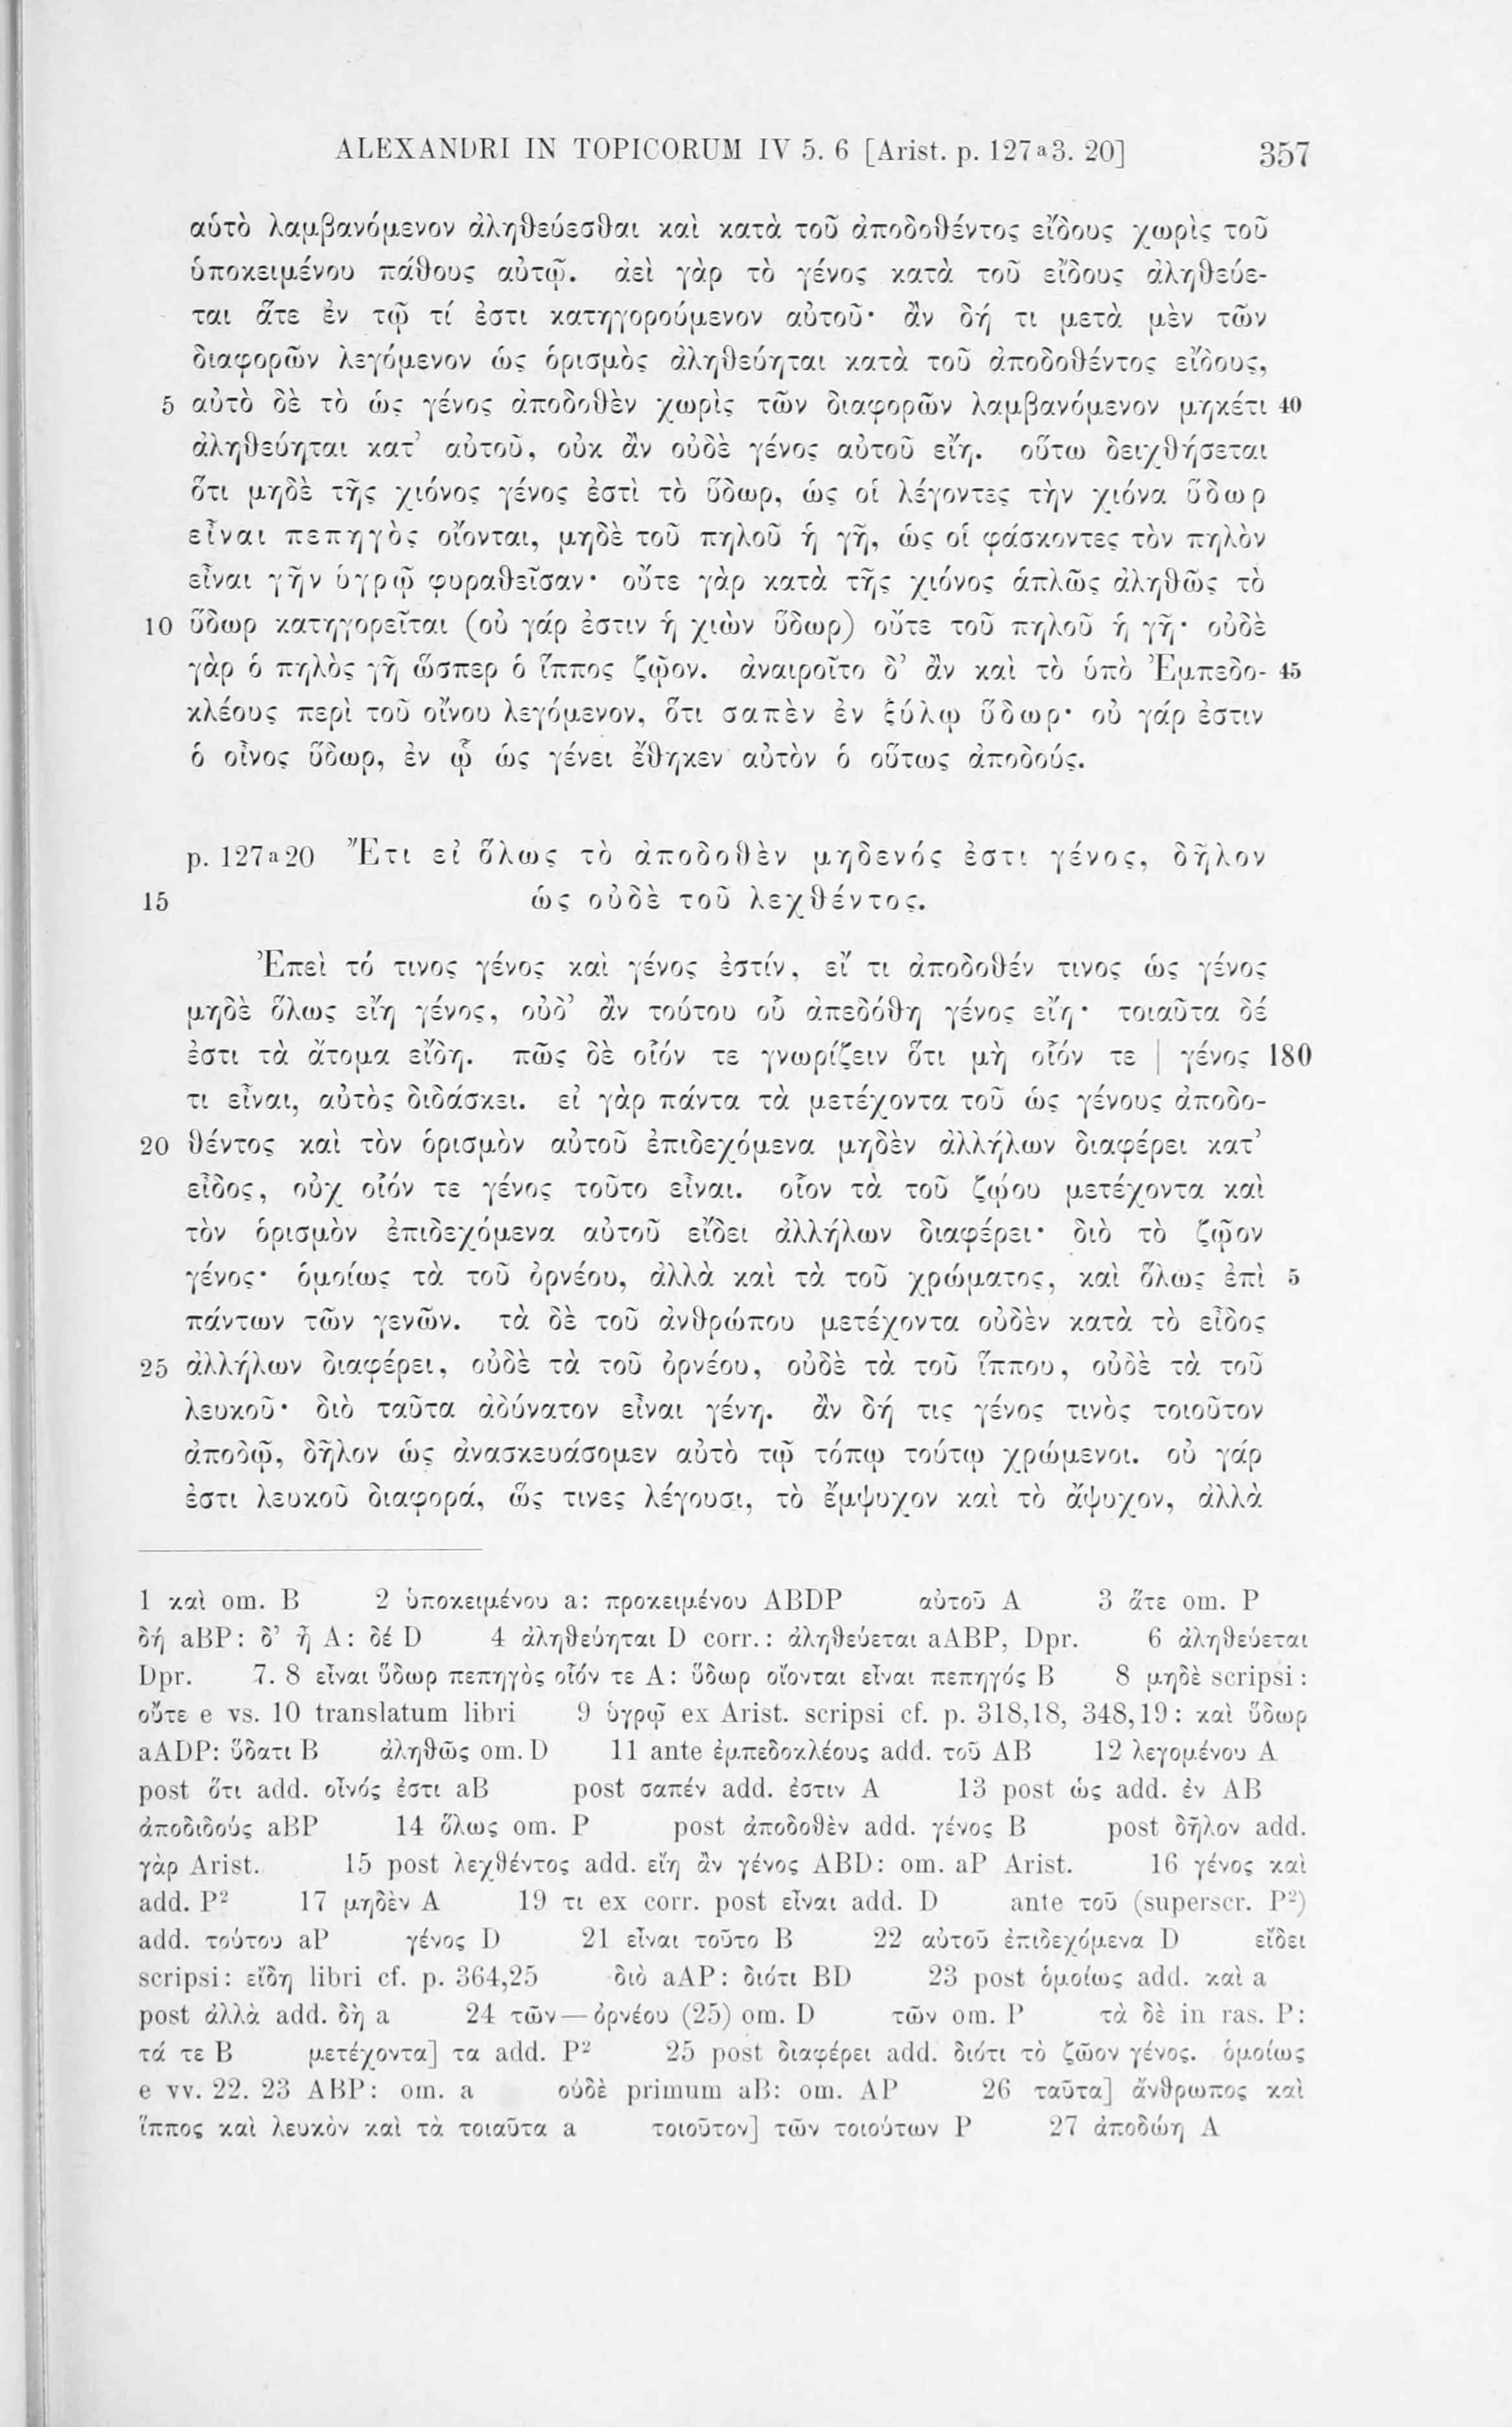 ALEXANDRI IN TOPICORUM IV 5. 6 [Arist. p. 127ᵃ3. 20] 357
αὑτὸ λαμβανόμενον ἀληθεύεσθαι καὶ κατὰ τοῦ ἀποδοθέντος εἴδους χωρὶς τοῦ
ὑποκειμένου πάθους αὐτῷ. ἀεὶ γὰρ τὸ γένος κατὰ τοῦ εἴδους ἀληθεύε-
ται ἅτε ἐν τῷ τί ἐστι κατηγορούμενον αὐτοῦ· ἂν δή τι μετὰ μὲν τῶν
διαφορῶν λεγόμενον ὡς ὁρισμὸς ἀληθεύηται κατὰ τοῦ ἀποδοθέντος εἴδους,
5 αὐτὸ δὲ τὸ ὡς γένος ἀποδοθὲν χωρὶς τῶν διαφορῶν λαμβανόμενον μηκέτι 40
ἀληθεύηται κατ’ αὐτοῦ, οὐκ ἂν οὐδὲ γένος αὐτοῦ εἴη. οὕτω δειχθήσεται
ὅτι μηδὲ τῆς χιόνος γένος ἐστὶ τὸ ὕδωρ, ὡς οἱ λέγοντες τὴν χιόνα ὕδωρ
εἶναι πεπηγὸς οἴονται, μηδὲ τοῦ πηλοῦ ἡ γῆ, ὡς οἱ φάσκοντες τὸν πηλὸν
εἶναι γῆν ὑγρῷ φυραθεῖσαν· οὔτε γὰρ κατὰ τῆς χιόνος ἁπλῶς ἀληθῶς τὸ
10 ὕδωρ κατηγορεῖται (οὐ γάρ ἐστιν ἡ χιὼν ὕδωρ) οὔτε τοῦ πηλοῦ ἡ γῆ· οὐδὲ
γὰρ ὁ πηλὸς γῆ ὥσπερ ὁ ἵππος ζῷον. ἀναιροῖτο δ’ ἂν καὶ τὸ ὑπὸ Ἐμπεδο- 45
κλέους περὶ τοῦ οἴνου λεγόμενον, ὅτι σαπὲν ἐν ξύλῳ ὕδωρ· οὐ γάρ ἐστιν
ὁ οἶνος ὕδωρ, ἐν ᾧ ὡς γένει ἔθηκεν αὐτὸν ὁ οὕτως ἀποδούς.
p. 127ᵃ20 Ἔτι εἰ ὅλως τὸ ἀποδοθὲν μηδενός ἐστι γένος, δῆλον
15 ὡς οὐδὲ τοῦ λεχθέντος.
Ἐπεὶ τό τινος γένος καὶ γένος ἐστίν, εἴ τι ἀποδοθέν τινος ὡς γένος
μηδὲ ὅλως εἴη γένος, οὐδ’ ἂν τούτου οὗ ἀπεδόθη γένος εἴη· τοιαῦτα δέ
ἐστι τὰ ἄτομα εἴδη. πῶς δὲ οἷόν τε γνωρίζειν ὅτι μὴ οἷόν τε | γένος 180
τι εἶναι, αὐτὸς διδάσκει. εἰ γὰρ πάντα τὰ μετέχοντα τοῦ ὡς γένους ἀποδο-
20 θέντος καὶ τὸν ὁρισμὸν αὐτοῦ ἐπιδεχόμενα μηδὲν ἀλλήλων διαφέρει κατ’
εἶδος, οὐχ οἷόν τε γένος τοῦτο εἶναι. οἷον τὰ τοῦ ζῴου μετέχοντα καὶ
τὸν ὁρισμὸν ἐπιδεχόμενα αὐτοῦ εἴδει ἀλλήλων διαφέρει· διὸ τὸ ζῷον
γένος· ὁμοίως τὰ τοῦ ὀρνέου, ἀλλὰ καὶ τὰ τοῦ χρώματος, καὶ ὅλως ἐπὶ 5
πάντων τῶν γενῶν. τὰ δὲ τοῦ ἀνθρώπου μετέχοντα οὐδὲν κατὰ τὸ εἶδος
25 ἀλλήλων διαφέρει, οὐδὲ τὰ τοῦ ὀρνέου, οὐδὲ τὰ τοῦ ἵππου, οὐδὲ τὰ τοῦ
λευκοῦ· διὸ ταῦτα ἀδύνατον εἶναι γένη. ἂν δή τις γένος τινὸς τοιοῦτον
ἀποδῷ, δῆλον ὡς ἀνασκευάσομεν αὐτὸ τῷ τόπῳ τούτῳ χρώμενοι. οὐ γάρ
ἐστι λευκοῦ διαφορά, ὥς τινες λέγουσι, τὸ ἔμψυχον καὶ τὸ ἄψυχον, ἀλλὰ
1 καὶ om. B 2 ὑποκειμένου a: προκειμένου ABDP αὐτοῦ A 3 ἅτε om. P
δή aBP: δ’ ᾖ A: δέ D 4 ἀληθεύηται D corr.: ἀληθεύεται aABP, Dpr. 6 ἀληθεύεται
Dpr. 7. 8 εἶναι ὕδωρ πεπηγὸς οἷόν τε A: ὕδωρ οἴονται εἶναι πεπηγός B 8 μηδὲ scripsi:
οὔτε e vs. 10 translatum libri 9 ὑγρῷ ex Arist. scripsi cf. p. 318,18, 348,19: καὶ ὕδωρ
aADP: ὕδατι B ἀληθῶς om. D 11 ante ἐμπεδοκλέους add. τοῦ AB 12 λεγομένου A
post ὅτι add. οἶνός ἐστι aB post σαπέν add. ἐστιν A 13 post ὡς add. ἐν AB
ἀποδιδούς aBP 14 ὅλως om. P post ἀποδοθὲν add. γένος B post δῆλον add.
γὰρ Arist. 15 post λεχθέντος add. εἴη ἂν γένος ABD: om. aP Arist. 16 γένος καὶ
add. P² 17 μηδὲν A 19 τι ex corr. post εἶναι add. D ante τοῦ (superscr. P²)
add. τούτου aP γένος D 21 εἶναι τοῦτο B 22 αὐτοῦ ἐπιδεχόμενα D εἴδει
scripsi: εἴδη libri cf. p. 364,25 διὸ aAP: διότι BD 23 post ὁμοίως add. καὶ a
post ἀλλὰ add. δὴ a 24 τῶν—ὀρνέου (25) om. D τῶν om. P τὰ δὲ in ras. P:
τά τε B μετέχοντα] τα add. P² 25 post διαφέρει add. διότι τὸ ζῶον γένος. ὁμοίως
e vv. 22. 23 ABP: om. a οὐδὲ primum aB: om. AP 26 ταῦτα] ἄνθρωπος καὶ
ἵππος καὶ λευκὸν καὶ τὰ τοιαῦτα a τοιοῦτον] τῶν τοιούτων P 27 ἀποδώη A